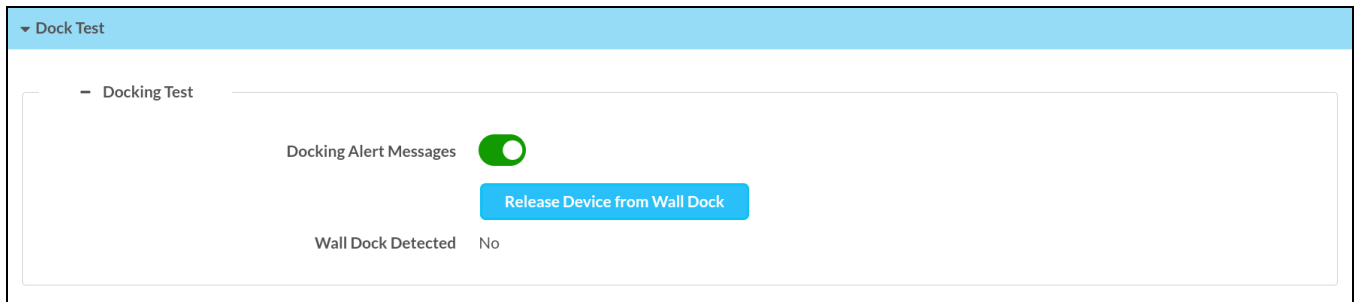 Dock Test
Docking Test
Docking Alert Messages
Release Device from Wall Dock
Wall Dock Detected No